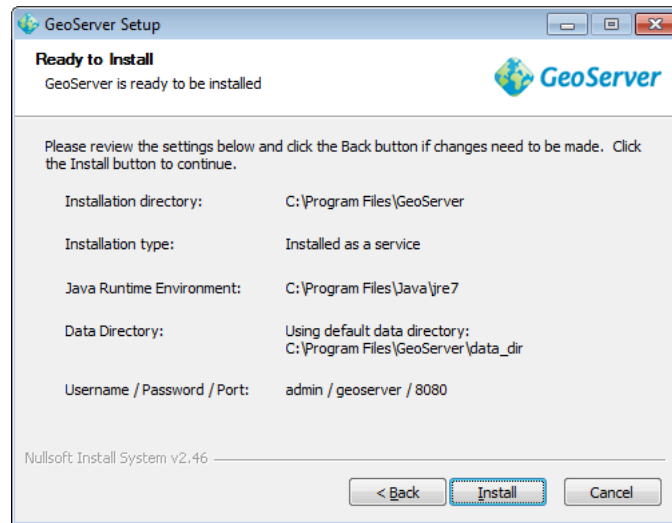 GeoServer Setup
Ready to Install
GeoServer is ready to be installed
GeoServer
Please review the settings below and click the Back button if changes need to be made. Click
the Install button to continue.
Installation directory: C:\Program Files\GeoServer
Installation type: Installed as a service
Java Runtime Environment: C:\Program Files\Java\jre7
Data Directory: Using default data directory:
C:\Program Files\GeoServer\data_dir
Username / Password / Port: admin / geoserver / 8080
Nullsoft Install System v2.46
< Back Install Cancel